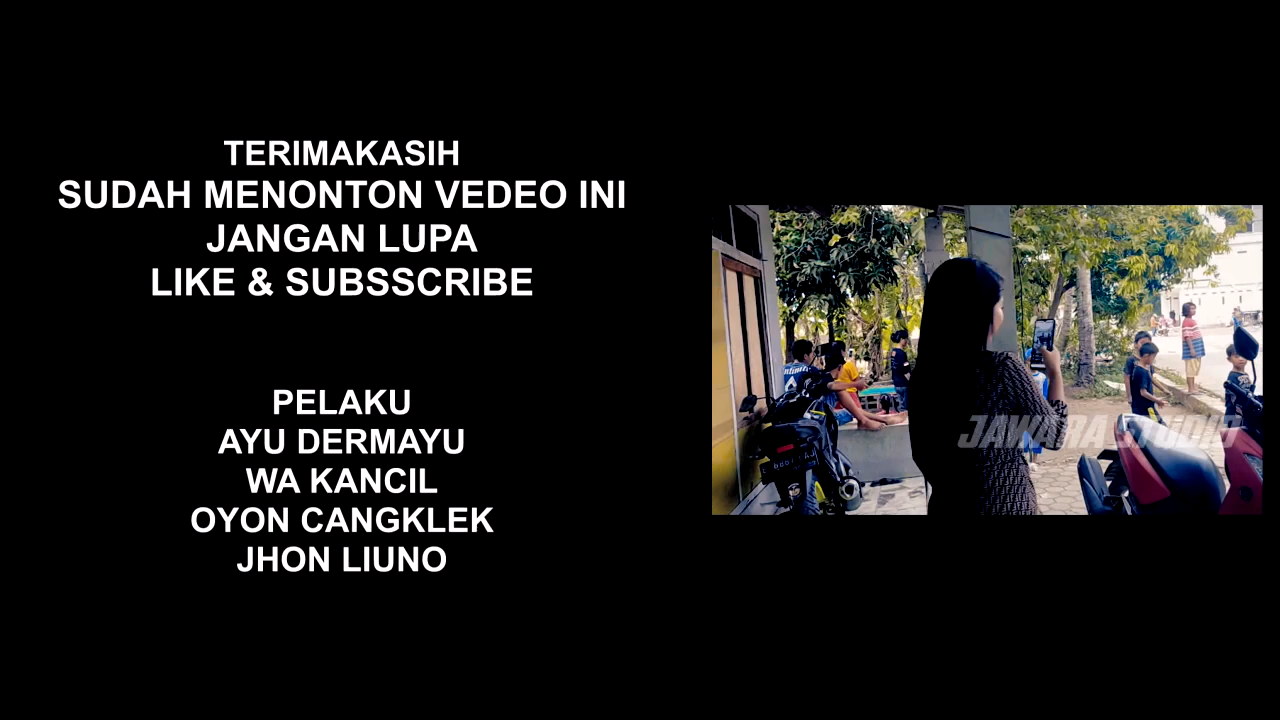 TERIMAKASIH
SUDAH MENONTON VEDEO INI
JANGAN LUPA
LIKE & SUBSSCRIBE
PELAKU
AYU DERMAYU
WA KANCIL
OYON CANGKLEK
JHON LIUNO
JAWARA STUDIO